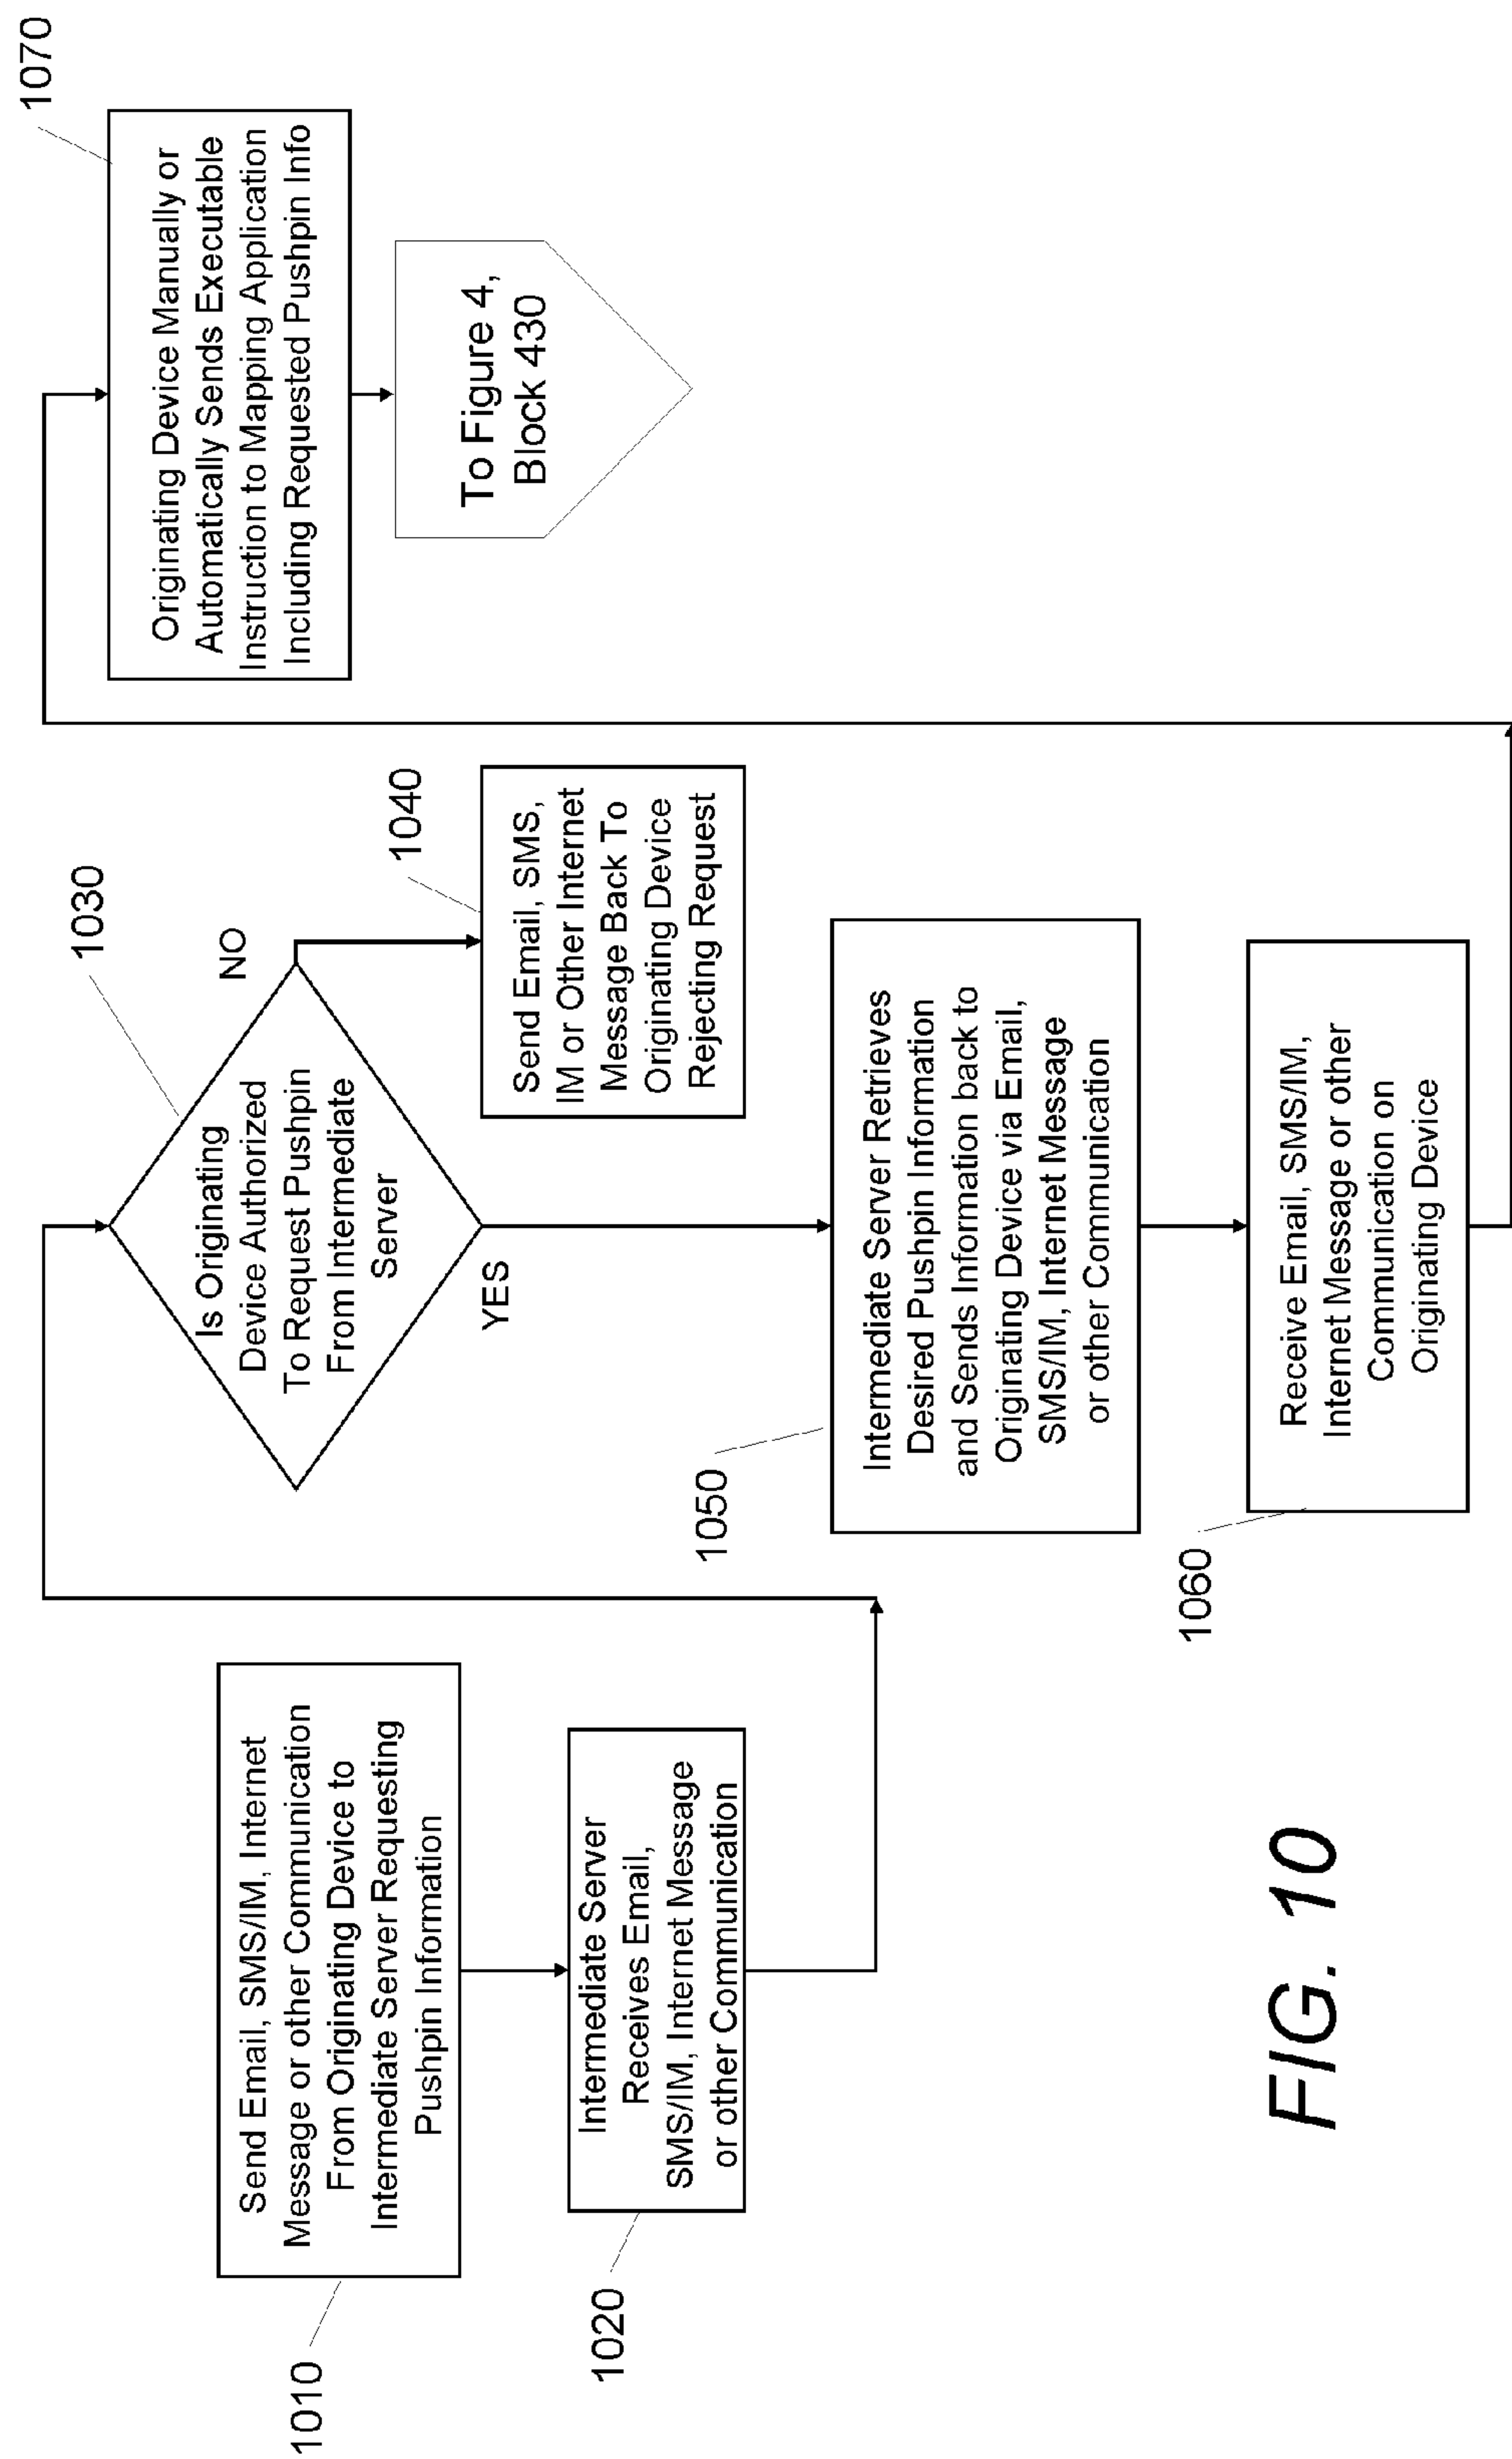 1010
Send Email, SMS/IM, Internet
Message or other Communication
From Originating Device to
Intermediate Server Requesting
Pushpin Information
1020
Intermediate Server
Receives Email,
SMS/IM, Internet Message
or other Communication
1030
Is Originating
Device Authorized
To Request Pushpin
From Intermediate
Server
NO
YES
1040
Send Email, SMS,
IM or Other Internet
Message Back To
Originating Device
Rejecting Request
1050
Intermediate Server Retrieves
Desired Pushpin Information
and Sends Information back to
Originating Device via Email,
SMS/IM, Internet Message
or other Communication
1060
Receive Email, SMS/IM,
Internet Message or other
Communication on
Originating Device
1070
Originating Device Manually or
Automatically Sends Executable
Instruction to Mapping Application
Including Requested Pushpin Info
To Figure 4,
Block 430
FIG. 10